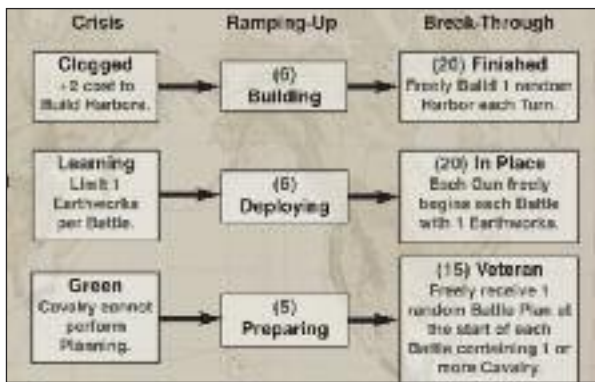 Crisis Ramping-Up Break-Through
Clogged
+2 cost to
Build Harbors.
(6)
Building
(20) Finished
Freely Build 1 random
Harbor each Turn.
Learning
Limit 1
Earthworks
per Battle.
(6)
Deploying
(20) In Place
Each Gun freely
begins each Battle
with 1 Earthworks.
Green
Cavalry cannot
perform
Planning.
(5)
Preparing
(15) Veteran
Freely receive 1
random Battle Plan at
the start of each
Battle containing 1 or
more Cavalry.